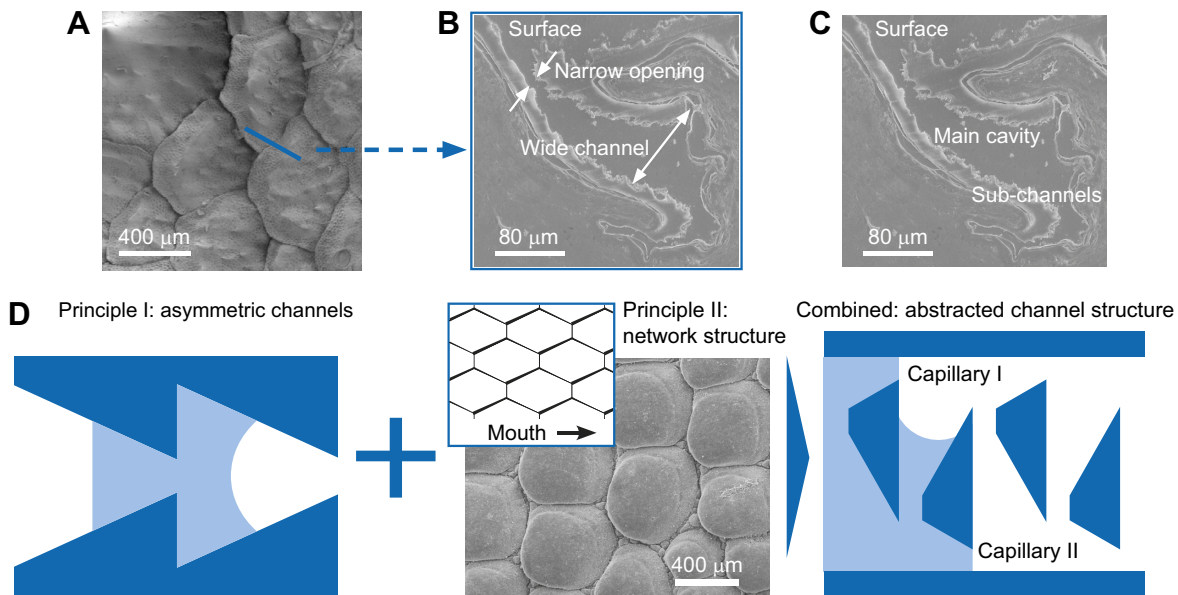 A
400 μm
B
Surface
Narrow opening
Wide channel
80 μm
C
Surface
Main cavity
Sub-channels
80 μm
D
Principle I: asymmetric channels
Principle II:
network structure
Mouth
400 μm
Combined: abstracted channel structure
Capillary I
Capillary II